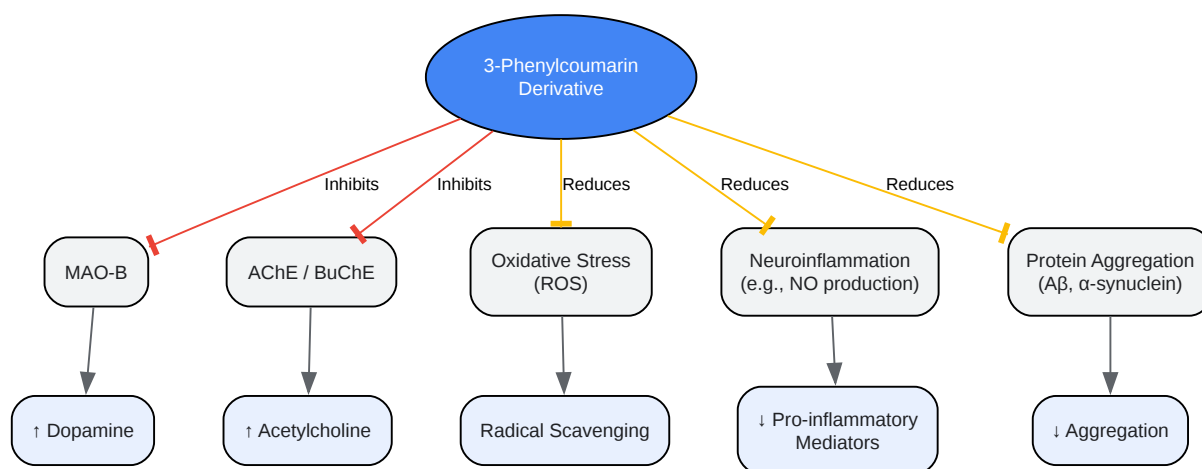 3-Phenylcoumarin
Derivative
Inhibits
Inhibits
Reduces
Reduces
Reduces
MAO-B
AChE / BuChE
Oxidative Stress
(ROS)
Neuroinflammation
(e.g., NO production)
Protein Aggregation
(Aβ, α-synuclein)
↑ Dopamine
↑ Acetylcholine
Radical Scavenging
↓ Pro-inflammatory
Mediators
↓ Aggregation